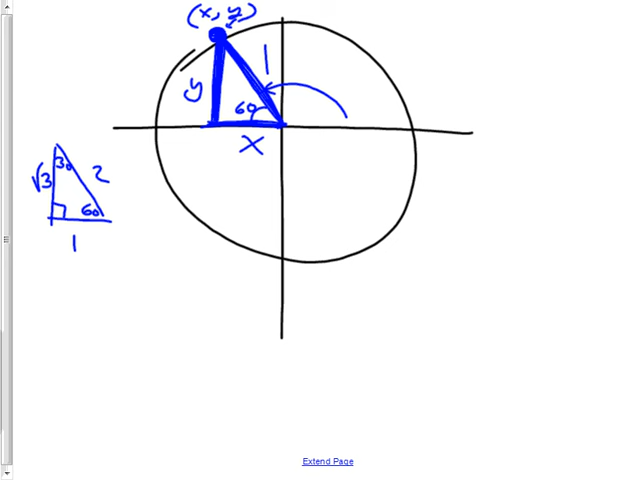 (x, y)
1
y
60
x
√3
30
2
60
1
Extend Page